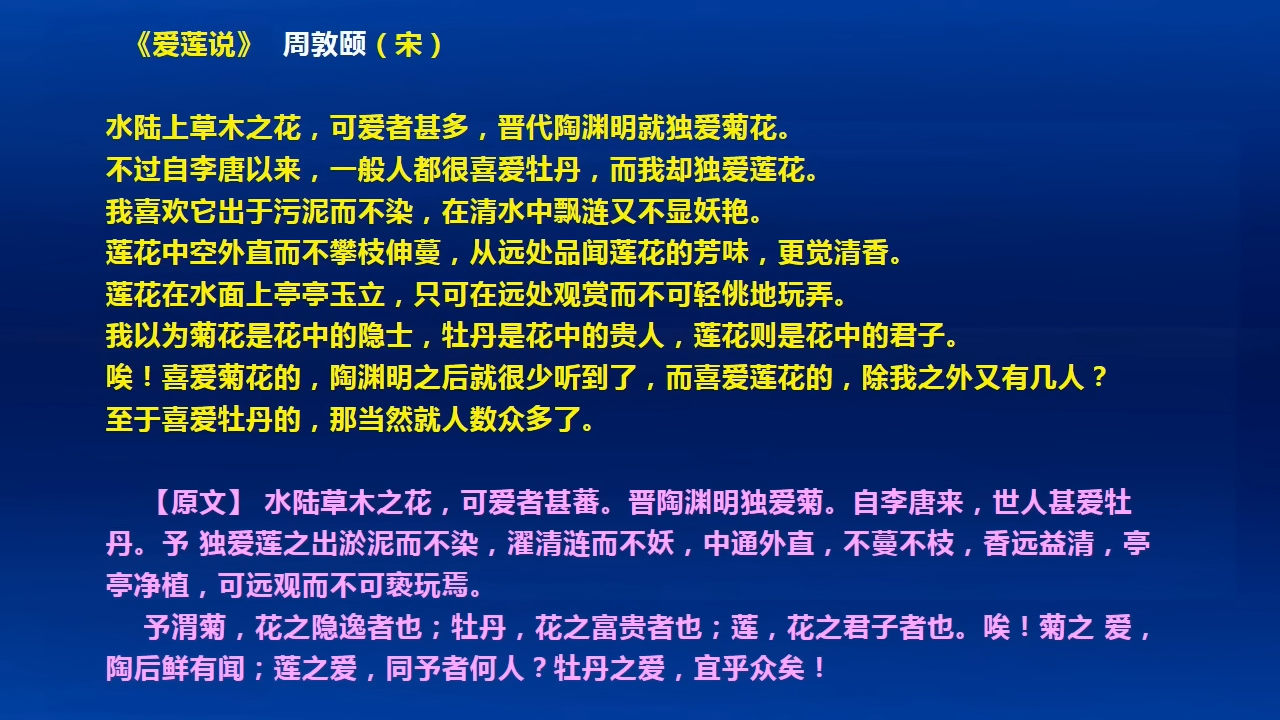 《爱莲说》 周敦颐（宋）
水陆上草木之花，可爱者甚多，晋代陶渊明就独爱菊花。
不过自李唐以来，一般人都很喜爱牡丹，而我却独爱莲花。
我喜欢它出于污泥而不染，在清水中飘涟又不显妖艳。
莲花中空外直而不攀枝伸蔓，从远处品闻莲花的芳味，更觉清香。
莲花在水面上亭亭玉立，只可在远处观赏而不可轻佻地玩弄。
我以为菊花是花中的隐士，牡丹是花中的贵人，莲花则是花中的君子。
唉！喜爱菊花的，陶渊明之后就很少听到了，而喜爱莲花的，除我之外又有几人？
至于喜爱牡丹的，那当然就人数众多了。
【原文】 水陆草木之花，可爱者甚蕃。晋陶渊明独爱菊。自李唐来，世人甚爱牡
丹。予 独爱莲之出淤泥而不染，濯清涟而不妖，中通外直，不蔓不枝，香远益清，亭
亭净植，可远观而不可亵玩焉。
予渭菊，花之隐逸者也；牡丹，花之富贵者也；莲，花之君子者也。唉！菊之 爱，
陶后鲜有闻；莲之爱，同予者何人？牡丹之爱，宜乎众矣！